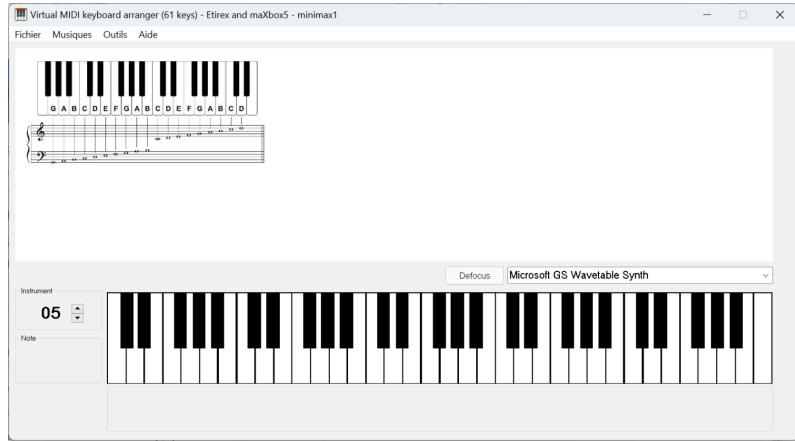 Virtual MIDI keyboard arranger (61 keys) - Etirex and maXbox5 - minimax1
Fichier Musiques Outils Aide
G A B C D E F G A B C D E F G A B C D
Defocus Microsoft GS Wavetable Synth
Instrument
05
Note